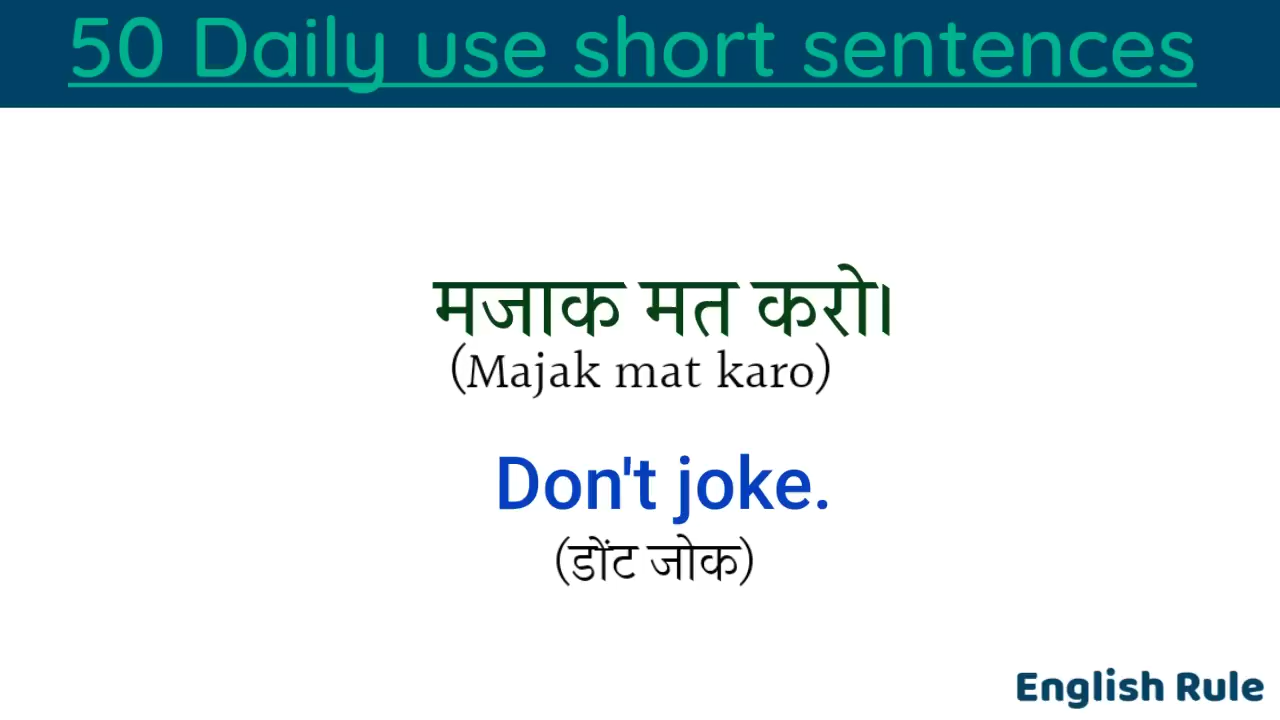 50 Daily use short sentences
मजाक मत करो।
(Majak mat karo)
Don't joke.
(डोंट जोक)
English Rule